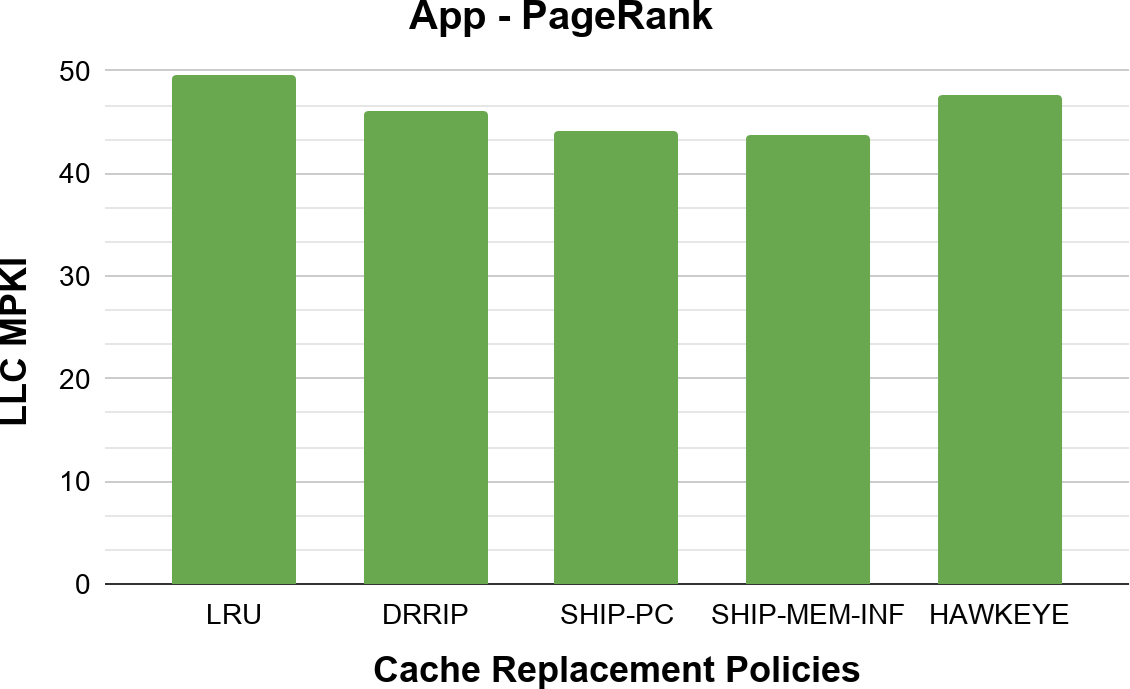 App - PageRank
50
40
30
20
10
0
LLC MPKI
LRU DRRIP SHIP-PC SHIP-MEM-INF HAWKEYE
Cache Replacement Policies